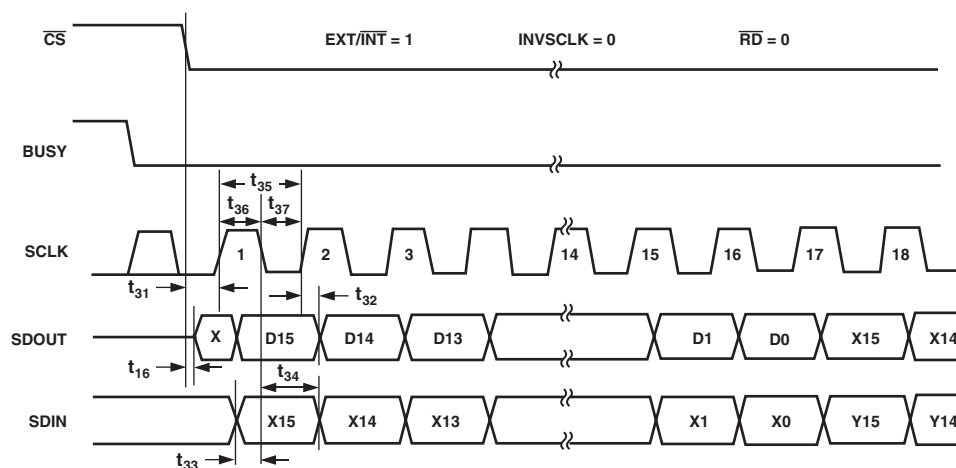 CS EXT/INT = 1 INVSCLK = 0 RD = 0
BUSY
t35
t36 t37
SCLK 1 2 3 14 15 16 17 18
t31 t32
SDOUT X D15 D14 D13 D1 D0 X15 X14
t16 t34
SDIN X15 X14 X13 X1 X0 Y15 Y14
t33